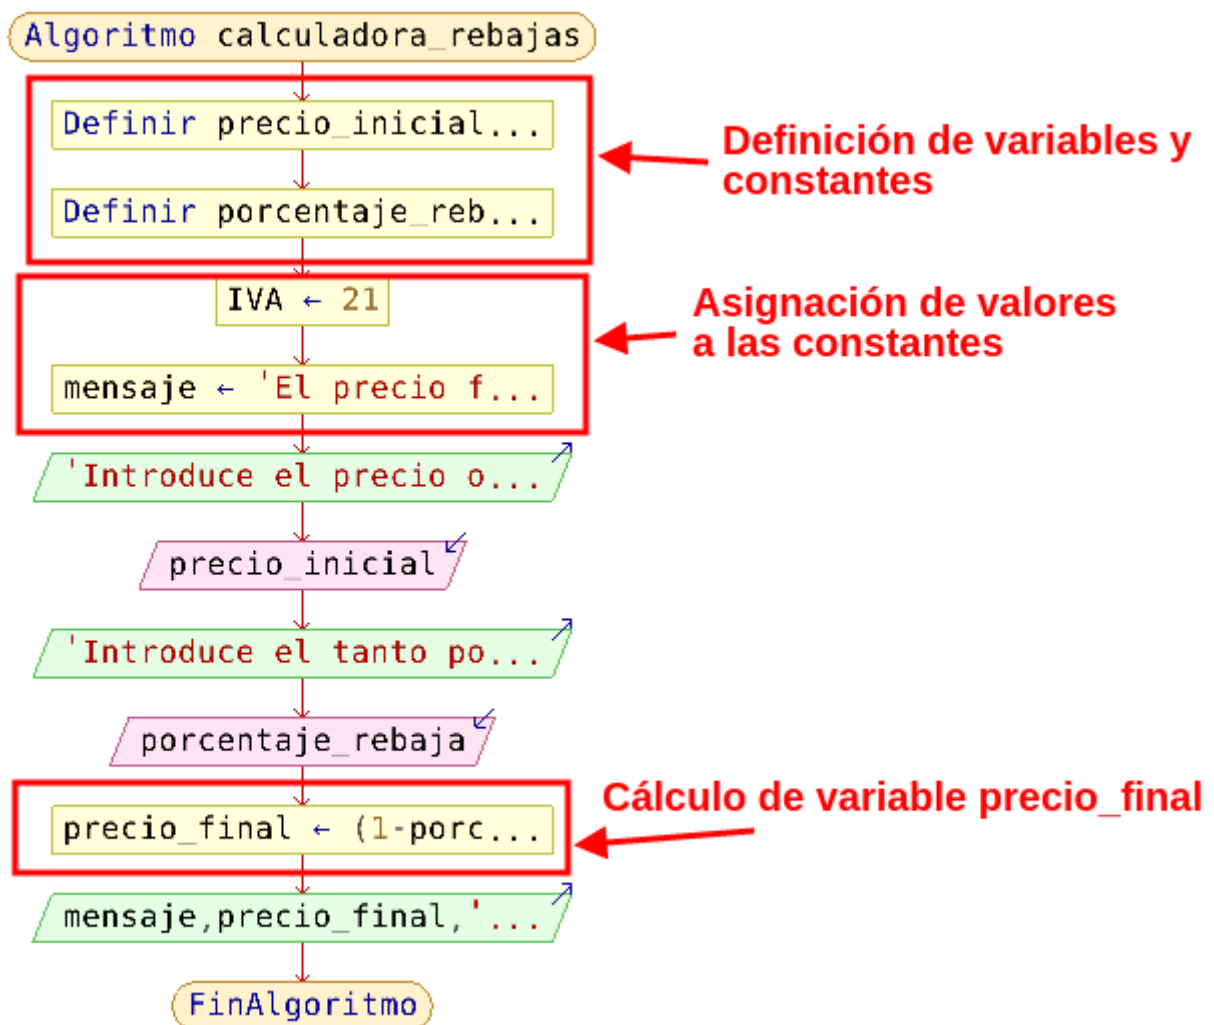 Algoritmo calculadora_rebajas
Definir precio_inicial...
Definir porcentaje_reb...
Definición de variables y
constantes
IVA ← 21
mensaje ← 'El precio f...
Asignación de valores
a las constantes
'Introduce el precio o...
precio_inicial
'Introduce el tanto po...
porcentaje_rebaja
precio_final ← (1-porc...
Cálculo de variable precio_final
mensaje,precio_final,'...
FinAlgoritmo